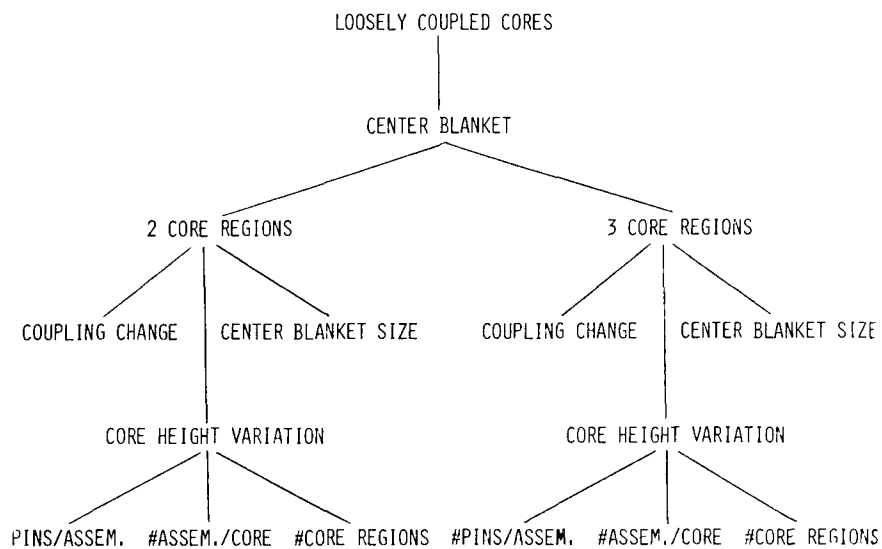 LOOSELY COUPLED CORES
CENTER BLANKET
2 CORE REGIONS 3 CORE REGIONS
COUPLING CHANGE CENTER BLANKET SIZE COUPLING CHANGE CENTER BLANKET SIZE
CORE HEIGHT VARIATION CORE HEIGHT VARIATION
PINS/ASSEM. #ASSEM./CORE #CORE REGIONS #PINS/ASSEM. #ASSEM./CORE #CORE REGIONS